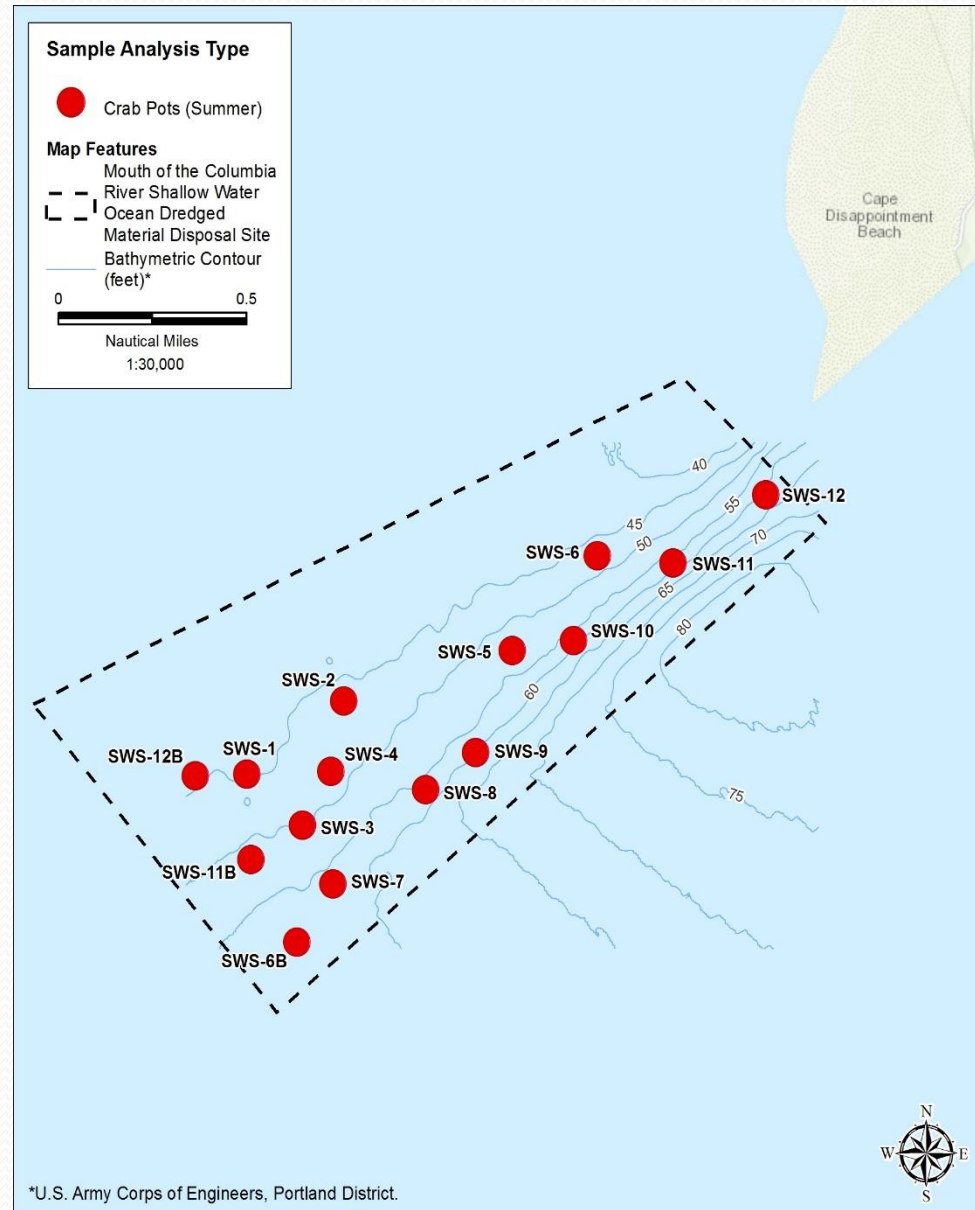 Sample Analysis Type
Crab Pots (Summer)
Map Features
Mouth of the Columbia
River Shallow Water
Ocean Dredged
Material Disposal Site
Bathymetric Contour
(feet)*
0 0.5
Nautical Miles
1:30,000
Cape
Disappointment
Beach
40
SWS-12
55
45
50
70
SWS-6
SWS-11
65
SWS-10
80
SWS-5
60
SWS-2
SWS-9
SWS-4
SWS-1
SWS-12B
SWS-8
75
SWS-3
SWS-11B
SWS-7
SWS-6B
N
W E
S
*U.S. Army Corps of Engineers, Portland District.